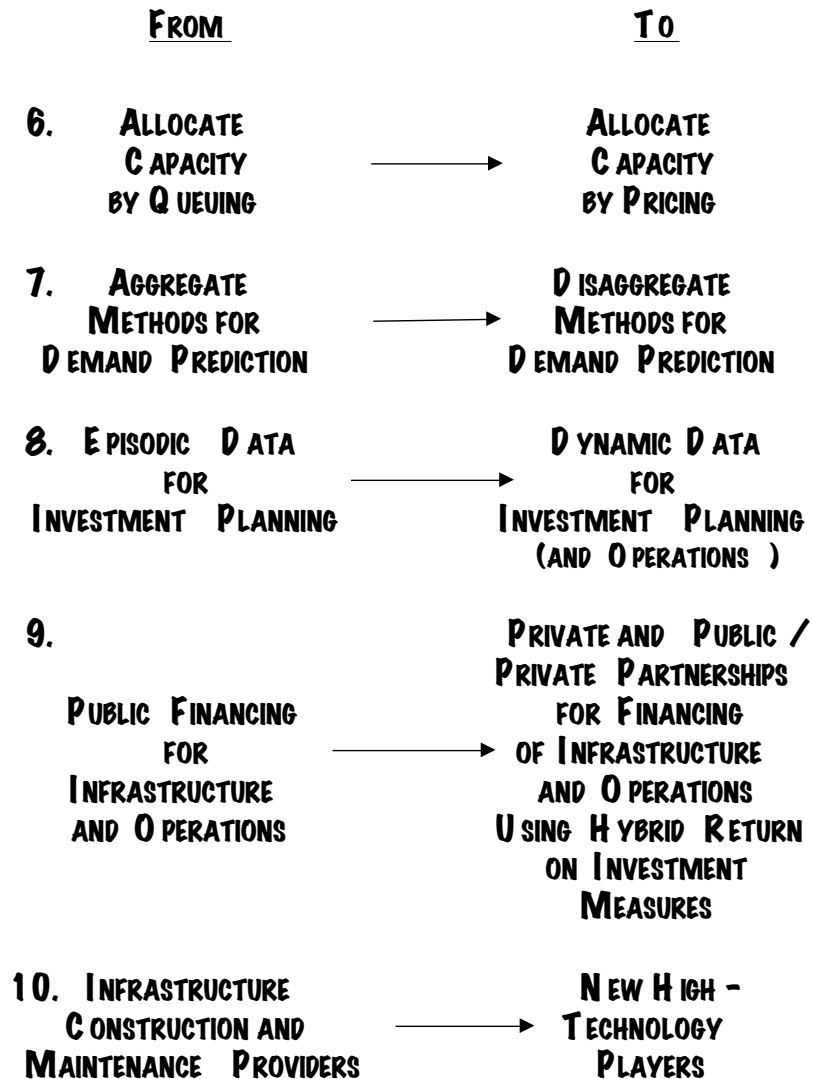 FROM TO
6. ALLOCATE
CAPACITY
BY QUEUING
ALLOCATE
CAPACITY
BY PRICING
7. AGGREGATE
METHODS FOR
DEMAND PREDICTION
DISAGGREGATE
METHODS FOR
DEMAND PREDICTION
8. EPISODIC DATA
FOR
INVESTMENT PLANNING
DYNAMIC DATA
FOR
INVESTMENT PLANNING
(AND OPERATIONS )
9.
PUBLIC FINANCING
FOR
INFRASTRUCTURE
AND OPERATIONS
PRIVATE AND PUBLIC /
PRIVATE PARTNERSHIPS
FOR FINANCING
OF INFRASTRUCTURE
AND OPERATIONS
USING HYBRID RETURN
ON INVESTMENT
MEASURES
10. INFRASTRUCTURE
CONSTRUCTION AND
MAINTENANCE PROVIDERS
NEW HIGH -
TECHNOLOGY
PLAYERS